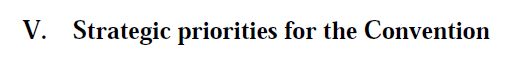 V. Strategic priorities for the Convention